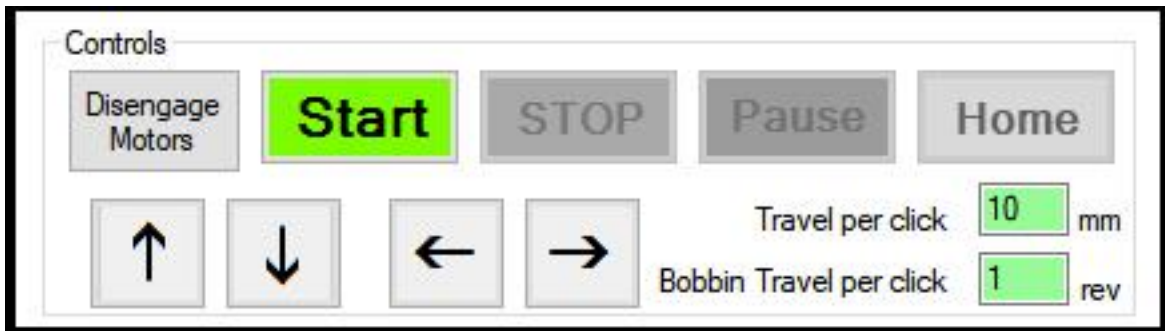 Controls
Disengage
Motors
Start
STOP
Pause
Home
↑ ↓ ← →
Travel per click 10 mm
Bobbin Travel per click 1 rev